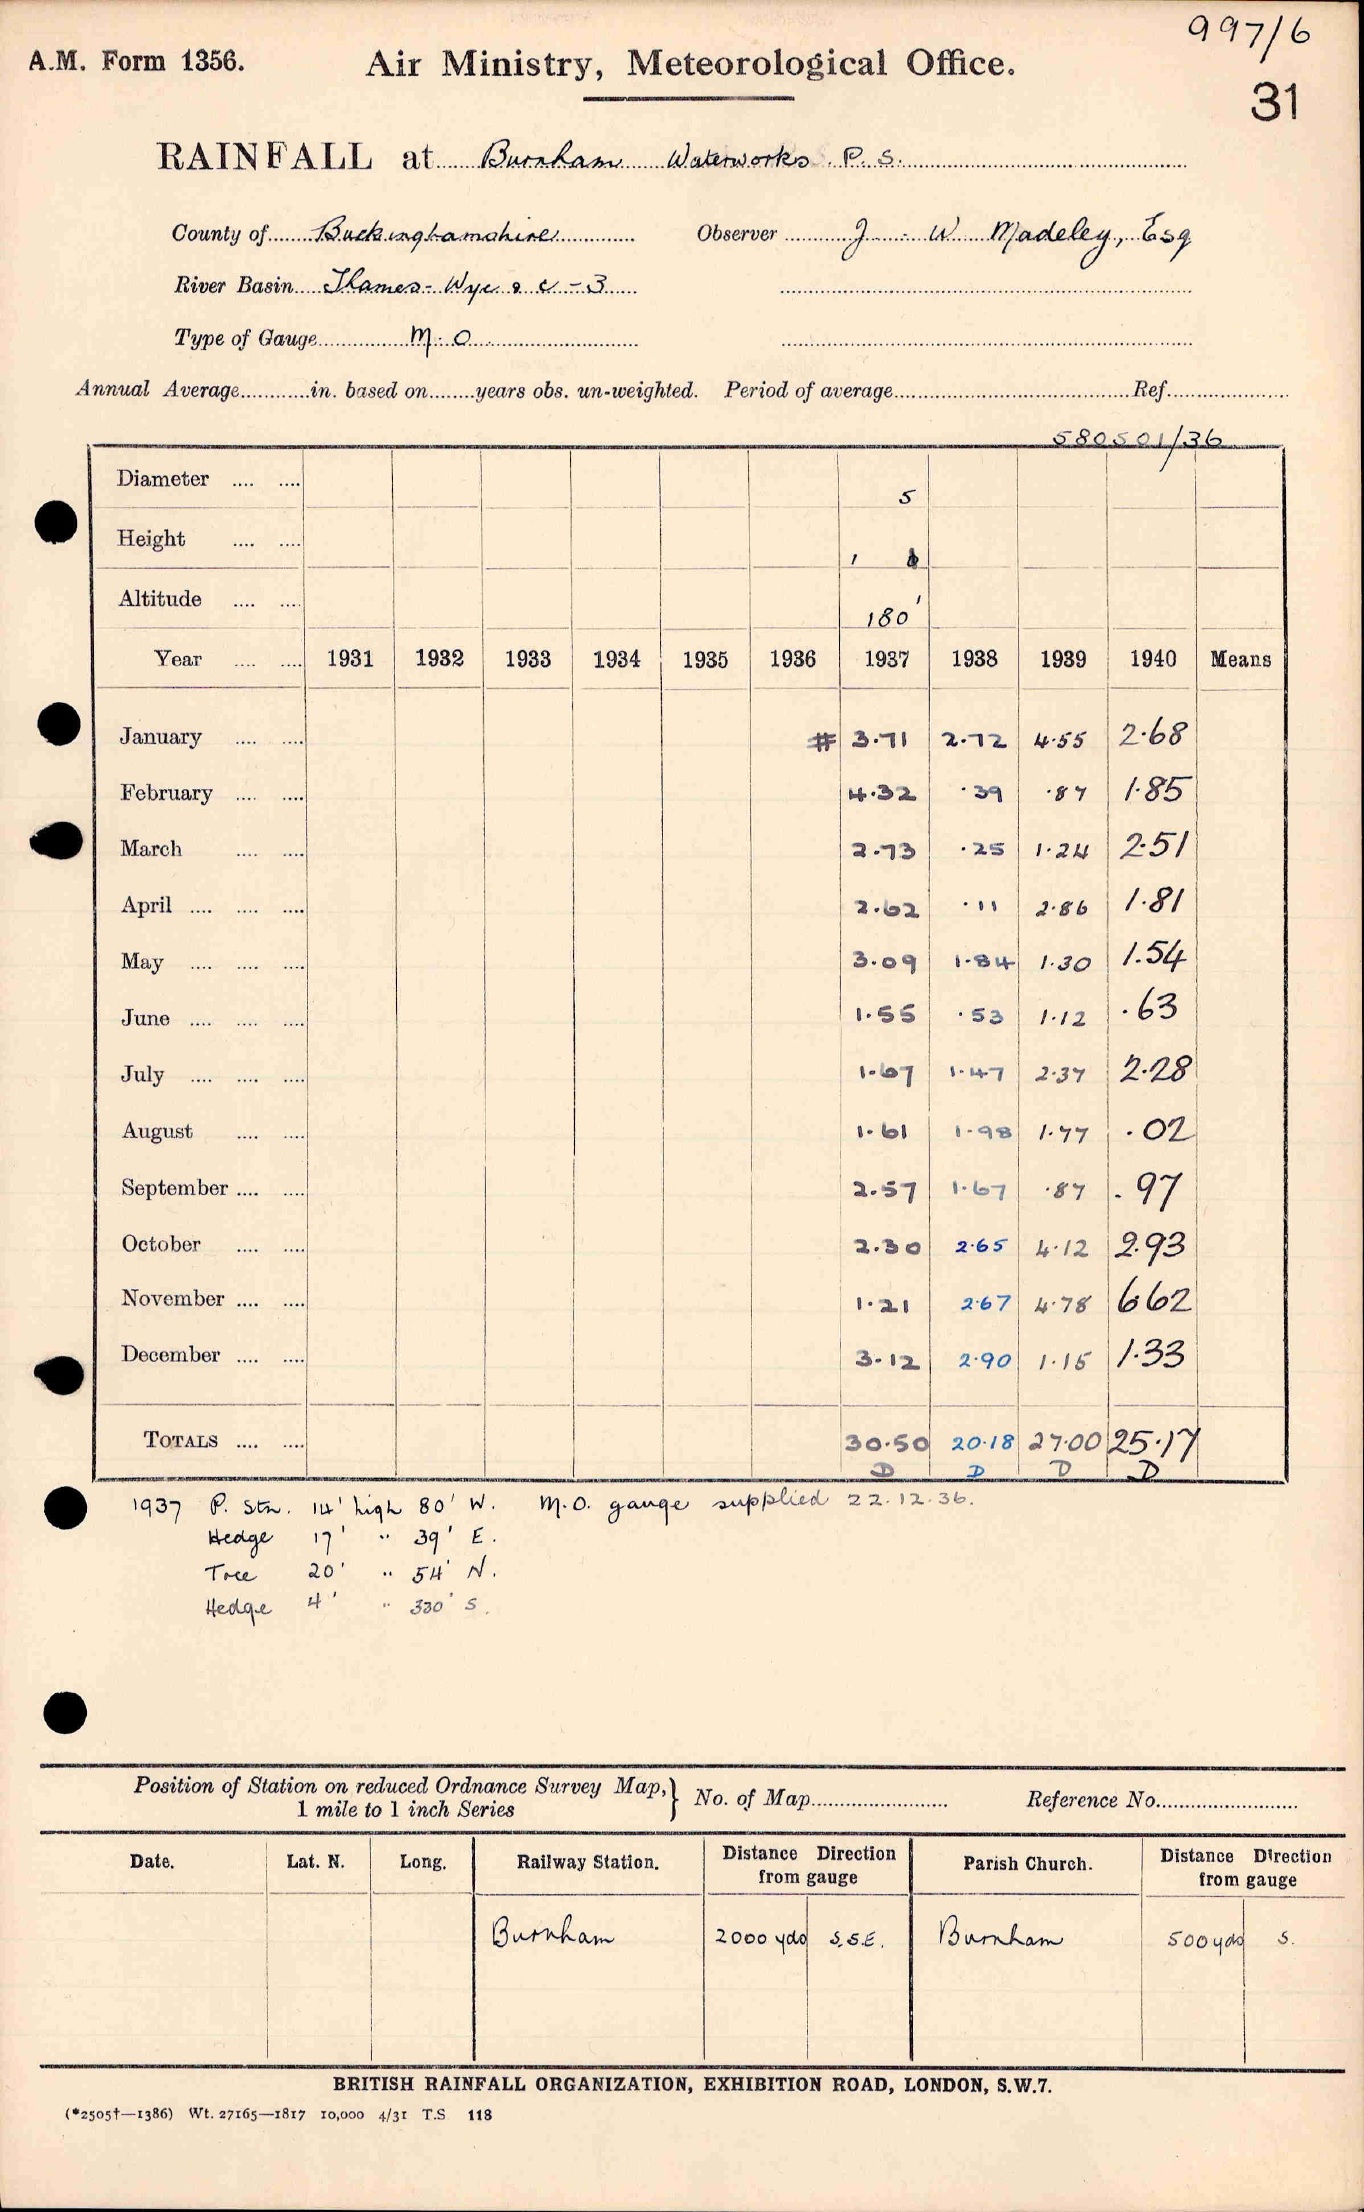 997/6
A.M. Form 1356. Air Ministry, Meteorological Office.
31
RAINFALL at Burnham Waterworks P.S.
County of Buckinghamshire Observer J. W Madeley, Esq
River Basin Thames - Wye & c - 3
Type of Gauge M.O
Annual Average in. based on years obs. un-weighted. Period of average Ref.
580501/36
Diameter 5
Height 1
Altitude 180'
Year 1931 1932 1933 1934 1935 1936 1937 1938 1939 1940 Means
January # 3.71 2.72 4.55 2.68
February 4.32 .39 .87 1.85
March 2.73 .25 1.24 2.51
April 2.62 .11 2.86 1.81
May 3.09 1.84 1.30 1.54
June 1.55 .53 1.12 .63
July 1.67 1.47 2.37 2.28
August 1.61 1.98 1.77 .02
September 2.57 1.67 .87 .97
October 2.30 2.65 4.12 2.93
November 1.21 2.67 4.78 6.62
December 3.12 2.90 1.15 1.33
TOTALS 30.50 20.18 27.00 25.17
D D D D
1937 P. Stn. 14' high 80' W. M.O. gauge supplied 22.12.36.
Hedge 17' " 39' E.
Tree 20' " 54' N.
Hedge 4' " 330' S.
Position of Station on reduced Ordnance Survey Map, } No. of Map Reference No.
1 mile to 1 inch Series
Date. Lat. N. Long. Railway Station. Distance Direction from gauge Parish Church. Distance Direction from gauge
Burnham 2000 yds S.S.E. Burnham 500 yds S.
BRITISH RAINFALL ORGANIZATION, EXHIBITION ROAD, LONDON, S.W.7.
(*2505†—1386) Wt. 27165—1817 10,000 4/31 T.S 118